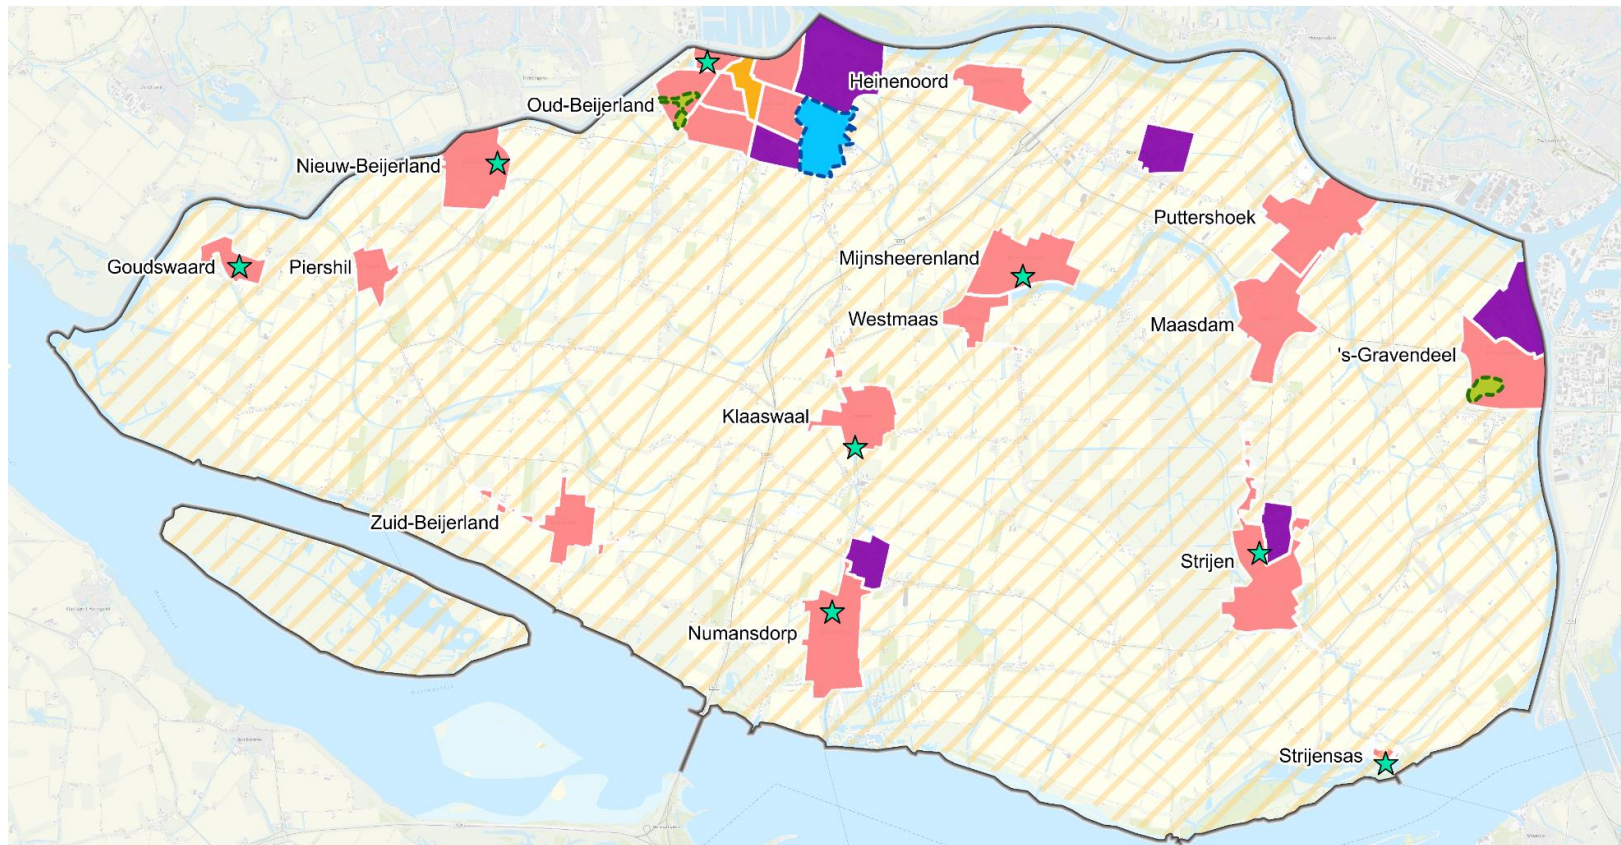 Heinenoord
Oud-Beijerland
Nieuw-Beijerland
Puttershoek
Mijnsheerenland
Goudswaard
Piershil
Westmaas
Maasdam
's-Gravendeel
Klaaswaal
Zuid-Beijerland
Strijen
Numansdorp
Strijensas